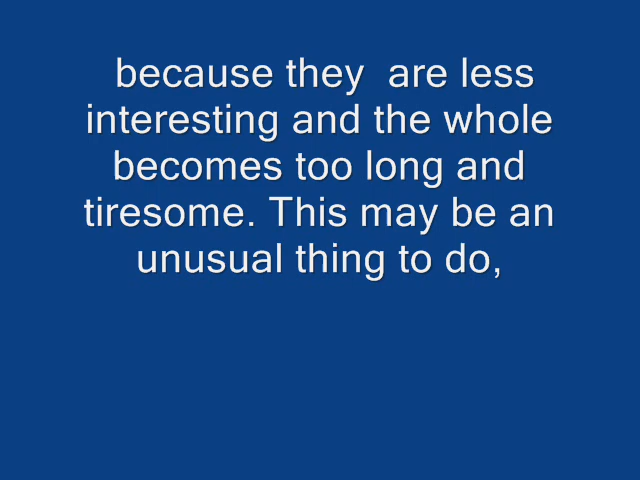 because they  are less
interesting and the whole
becomes too long and
tiresome. This may be an
unusual thing to do,